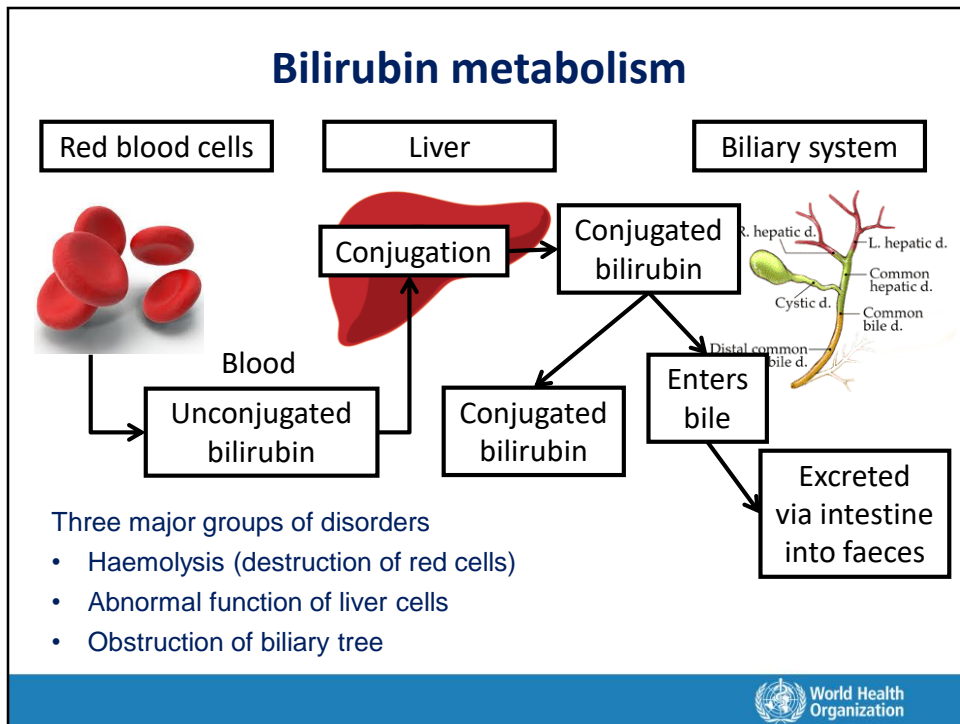 Bilirubin metabolism
Red blood cells
Liver
Biliary system
Conjugation
Conjugated
bilirubin
R. hepatic d.
L. hepatic d.
Common
hepatic d.
Cystic d.
Common
bile d.
Distal common
bile d.
Blood
Unconjugated
bilirubin
Conjugated
bilirubin
Enters
bile
Excreted
via intestine
into faeces
Three major groups of disorders
• Haemolysis (destruction of red cells)
• Abnormal function of liver cells
• Obstruction of biliary tree
World Health
Organization